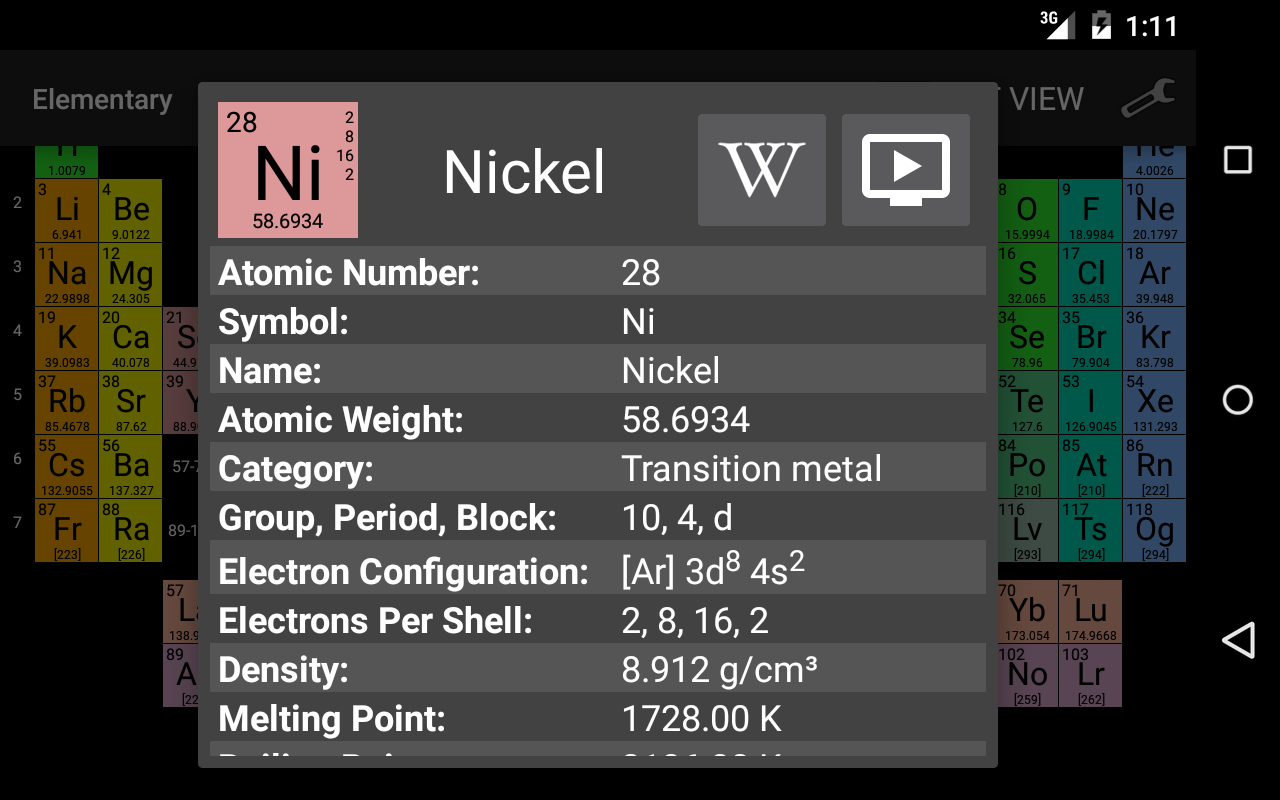 3G 1:11
Elementary VIEW
28 2
8
16
2
Ni
58.6934
Nickel
W
Atomic Number: 28
Symbol: Ni
Name: Nickel
Atomic Weight: 58.6934
Category: Transition metal
Group, Period, Block: 10, 4, d
Electron Configuration: [Ar] 3d⁸ 4s²
Electrons Per Shell: 2, 8, 16, 2
Density: 8.912 g/cm³
Melting Point: 1728.00 K
1.0079 He
4.0026
2 3 4 8 9 10
Li Be O F Ne
6.941 9.0122 15.9994 18.9984 20.1797
3 11 12 16 17 18
Na Mg S Cl Ar
22.9898 24.305 32.065 35.453 39.948
4 19 20 21 34 35 36
K Ca Se Br Kr
39.0983 40.078 44.9 78.96 79.904 83.798
5 37 38 39 52 53 54
Rb Sr Y Te I Xe
85.4678 87.62 88.9 127.6 126.9045 131.293
6 55 56 84 85 86
Cs Ba 57-7 Po At Rn
132.9055 137.327 [210] [210] [222]
7 87 88 116 117 118
Fr Ra 89-1 Lv Ts Og
[223] [226] [293] [294] [294]
57 70 71
La Yb Lu
138.9 173.054 174.9668
89 102 103
A No Lr
[22 [259] [262]